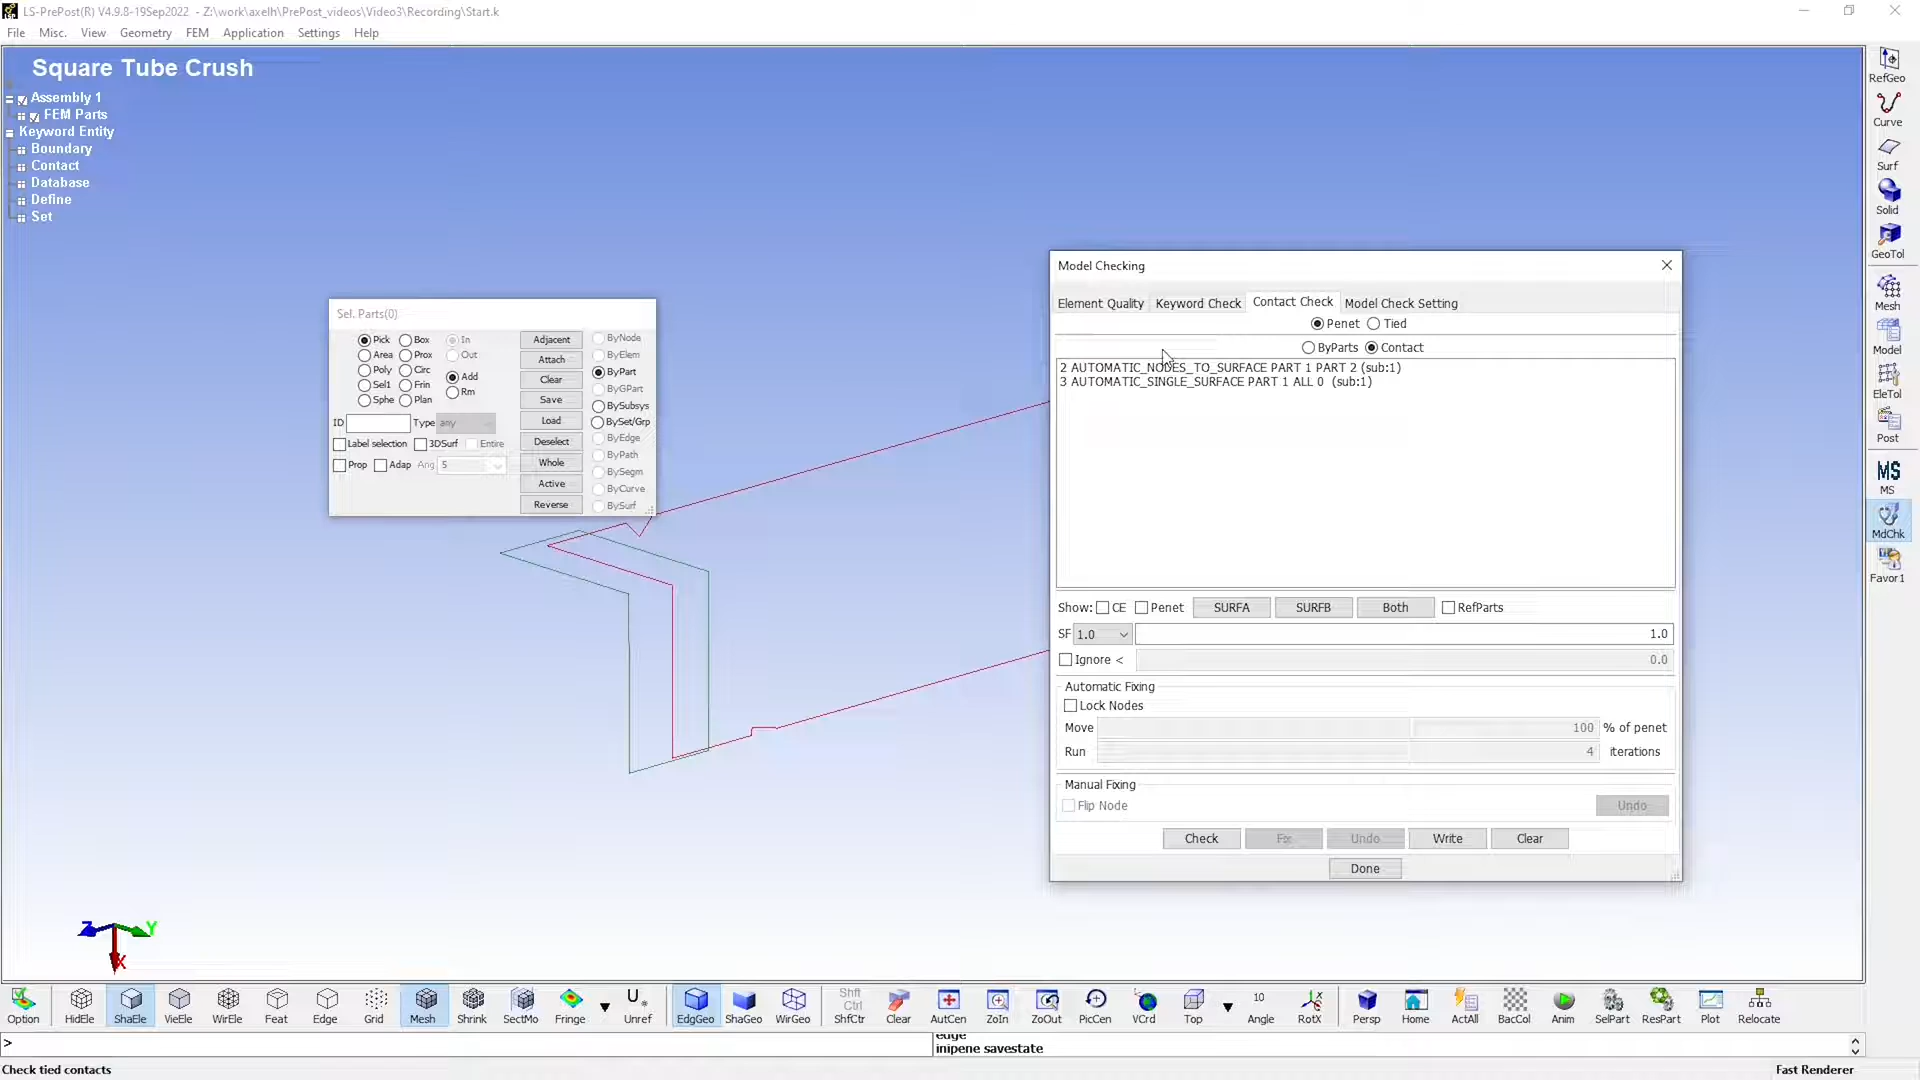 LS-PrePost(R) V4.9.8-19Sep2022 - Z:\work\axelh\PrePost_videos\Video3\Recording\Start.k
File Misc. View Geometry FEM Application Settings Help
Square Tube Crush
Assembly 1
FEM Parts
Keyword Entity
Boundary
Contact
Database
Define
Set
Sel. Parts(0)
Pick Box In Adjacent ByNode
Area Prox Out Attach ByElem
Poly Circ Add Clear ByPart
Sel1 Frin Rm Save ByGPart
Sphe Plan BySubsys
ID Type any Load BySet/Grp
Label selection 3DSurf Entire Deselect ByEdge
Prop Adap Ang 5 Whole ByPath
Active BySegm
ByCurve
Reverse BySurf
Model Checking
Element Quality Keyword Check Contact Check Model Check Setting
Penet Tied
ByParts Contact
2 AUTOMATIC_NODES_TO_SURFACE PART 1 PART 2 (sub:1)
3 AUTOMATIC_SINGLE_SURFACE PART 1 ALL 0 (sub:1)
Show: CE Penet SURFA SURFB Both RefParts
SF 1.0 1.0
Ignore < 0.0
Automatic Fixing
Lock Nodes
Move 100 % of penet
Run 4 iterations
Manual Fixing
Flip Node Undo
Check Fix Undo Write Clear
Done
RefGeo
Curve
Surf
Solid
GeoTol
Mesh
Model
EleTol
Post
MS
MS
MdChk
Favor1
Z Y
X
Option HidEle ShaEle VieEle WirEle Feat Edge Grid Mesh Shrink SectMo Fringe U Unref EdgGeo ShaGeo WirGeo Shft Ctrl ShfCtr Clear AutCen ZoIn ZoOut PicCen VCrd Top 10 Angle RotX Persp Home ActAll BacCol Anim SelPart ResPart Plot Relocate
>
edge
inipene savestate
Check tied contacts
Fast Renderer